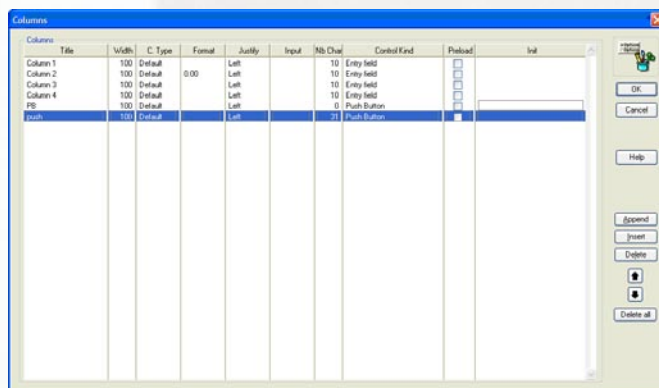 Columns
Columns
Title Width C. Type Format Justify Input Nb Char Control Kind Preload Init
Column 1 100 Default Left 10 Entry field
Column 2 100 Default 0.00 Left 10 Entry field
Column 3 100 Default Left 10 Entry field
Column 4 100 Default Left 10 Entry field
PB 100 Default Left 0 Push Button
push 100 Default Left 31 Push Button
OK
Cancel
Help
Append
Insert
Delete
Delete all